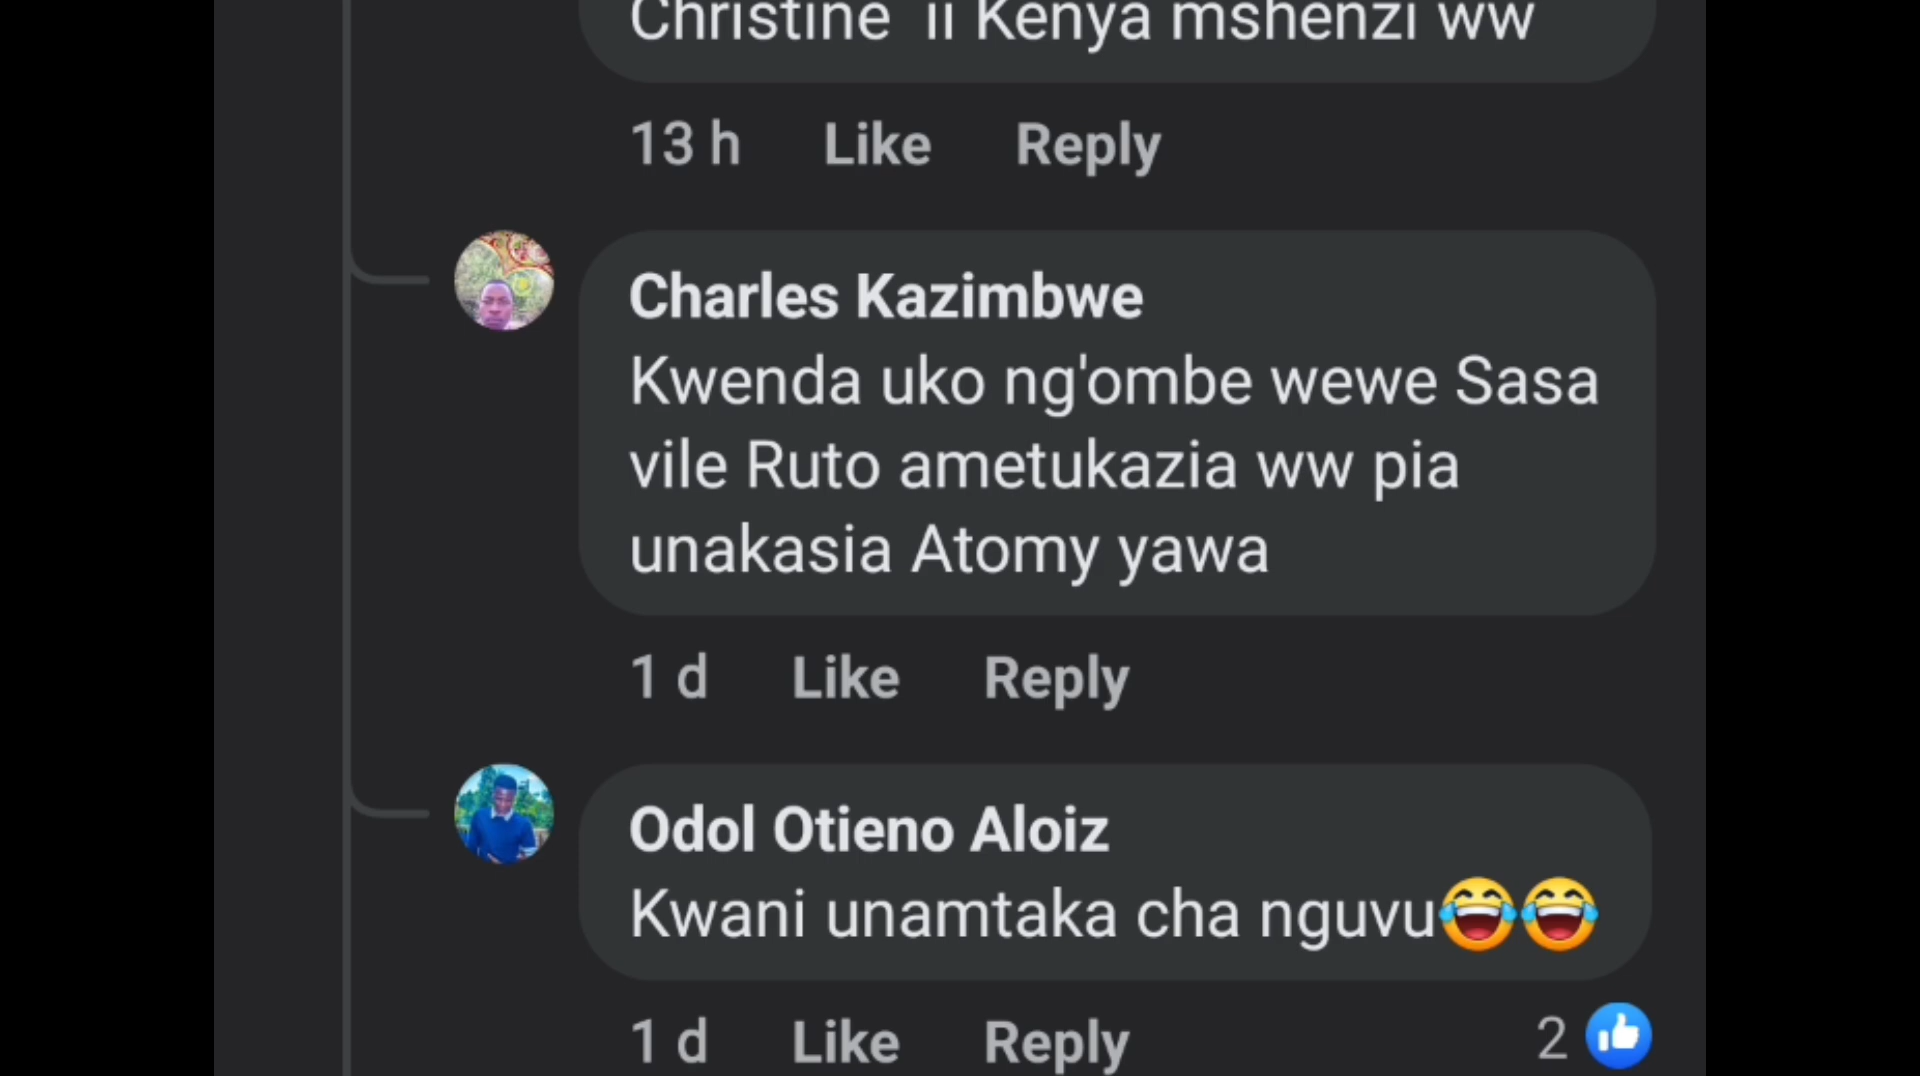 Christine ii Kenya mshenzi ww
13 h Like Reply
Charles Kazimbwe
Kwenda uko ng'ombe wewe Sasa
vile Ruto ametukazia ww pia
unakasia Atomy yawa
1 d Like Reply
Odol Otieno Aloiz
Kwani unamtaka cha nguvu😂😂
1 d Like Reply 2